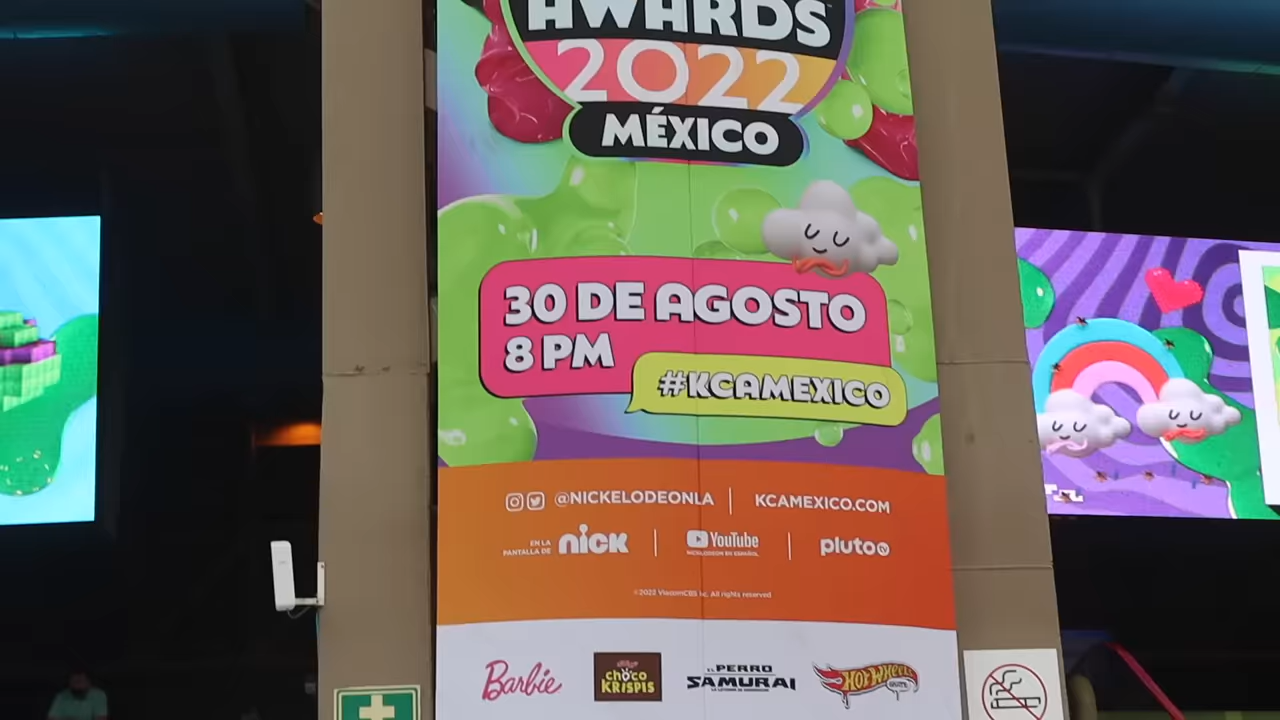 AWARDS
2022
MÉXICO
30 DE AGOSTO
8 PM
#KCAMEXICO
@NICKELODEONLA
KCAMEXICO.COM
EN LA PANTALLA DE
nick
YouTube
NICKELODEON EN ESPAÑOL
pluto tv
©2022 ViacomCBS Inc. All rights reserved
Barbie
Kellogg's
choco
KRISPIS
EL PERRO
SAMURAI
HOT WHEELS